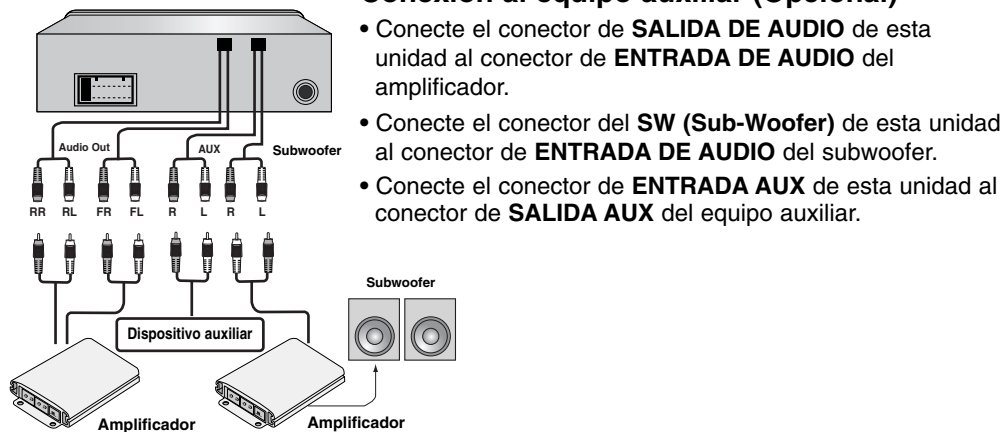 Conexión al equipo auxiliar (Opcional)
• Conecte el conector de SALIDA DE AUDIO de esta
unidad al conector de ENTRADA DE AUDIO del
amplificador.
• Conecte el conector del SW (Sub-Woofer) de esta unidad
al conector de ENTRADA DE AUDIO del subwoofer.
• Conecte el conector de ENTRADA AUX de esta unidad al
conector de SALIDA AUX del equipo auxiliar.
Audio Out AUX Subwoofer
RR RL FR FL R L R L
Subwoofer
Dispositivo auxiliar
Amplificador Amplificador